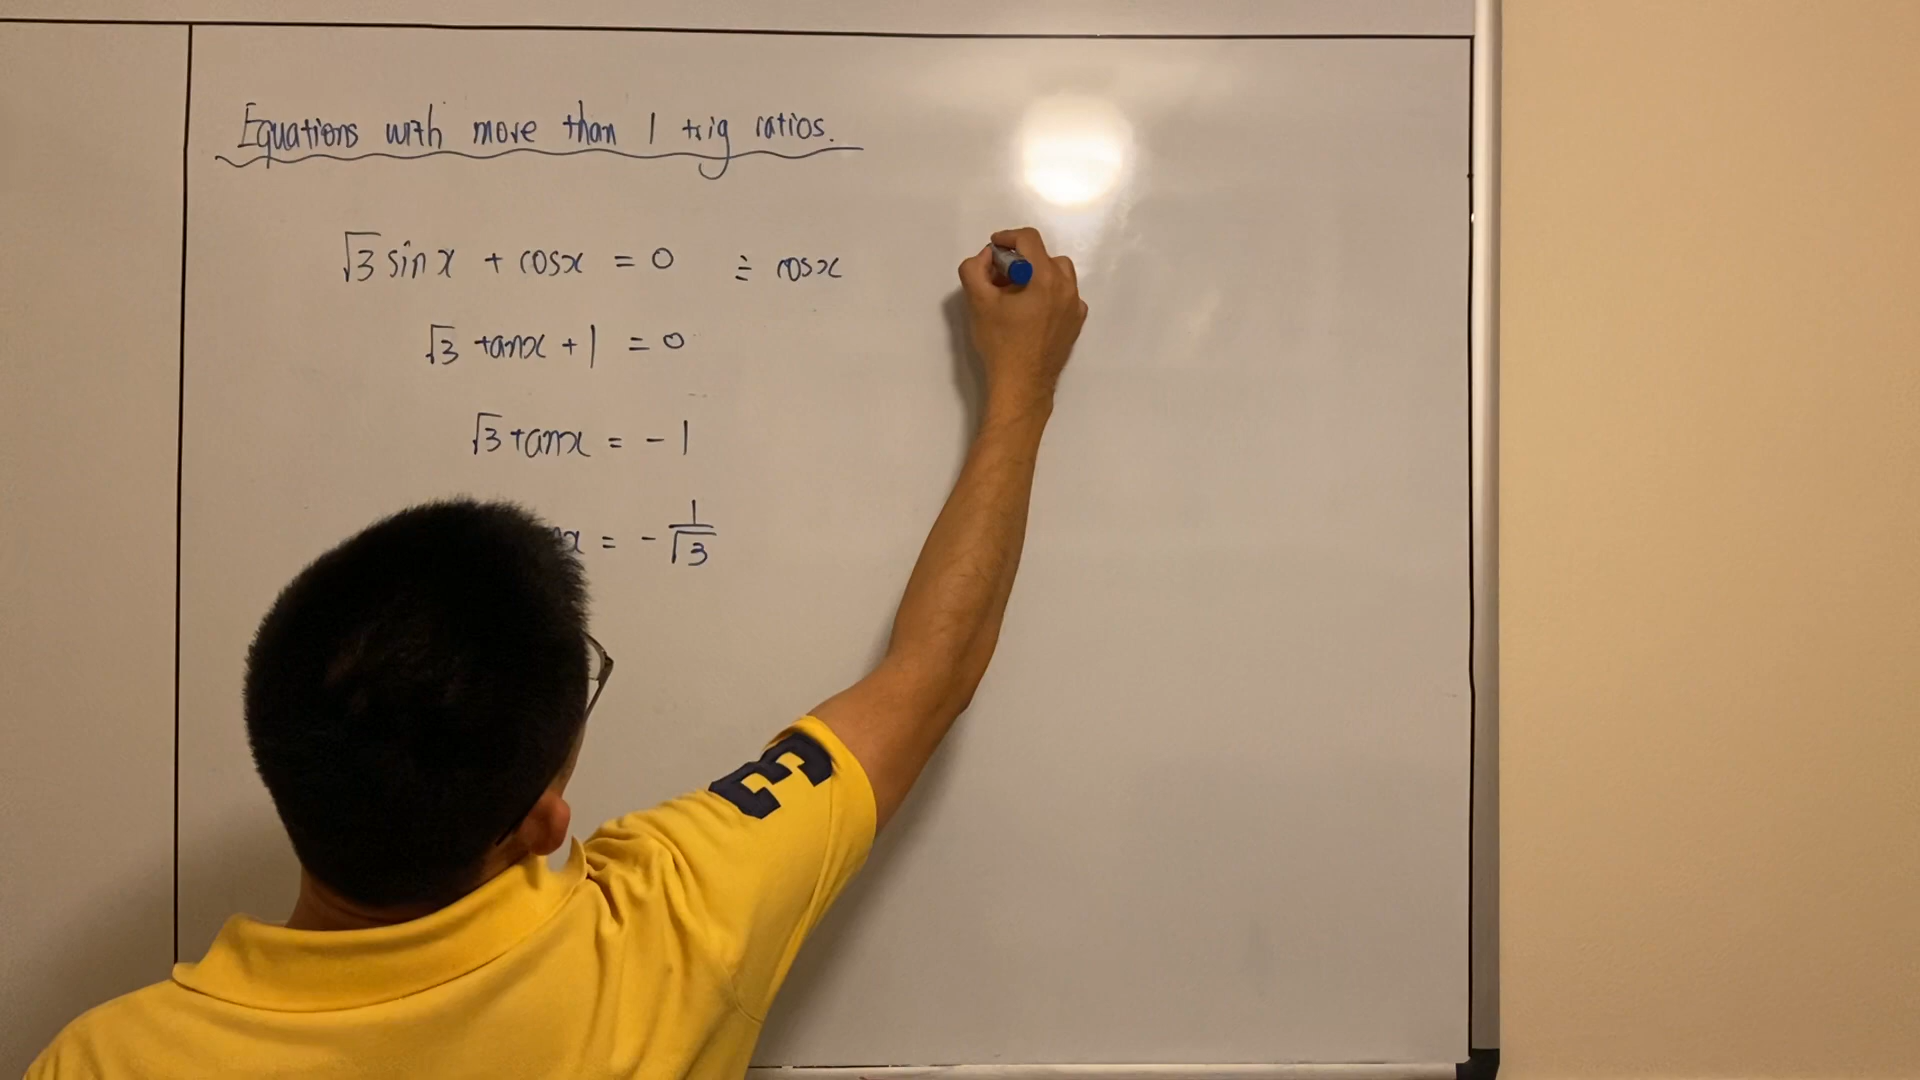 Equations with more than 1 trig ratios.
√3 sin x + cos x = 0 ÷ cos x
√3 tan x + 1 = 0
√3 tan x = - 1
x = - 1/√3
3